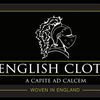 ENGLISH CLOT
A CAPITE AD CALCEM
WOVEN IN ENGLAND